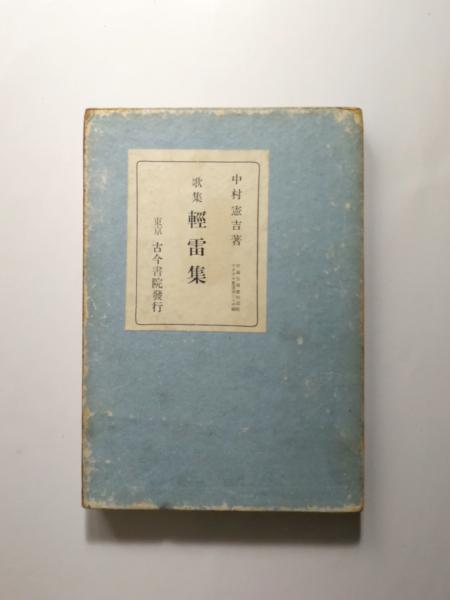 中村憲吉著
歌集 輕雷集
東京 古今書院發行